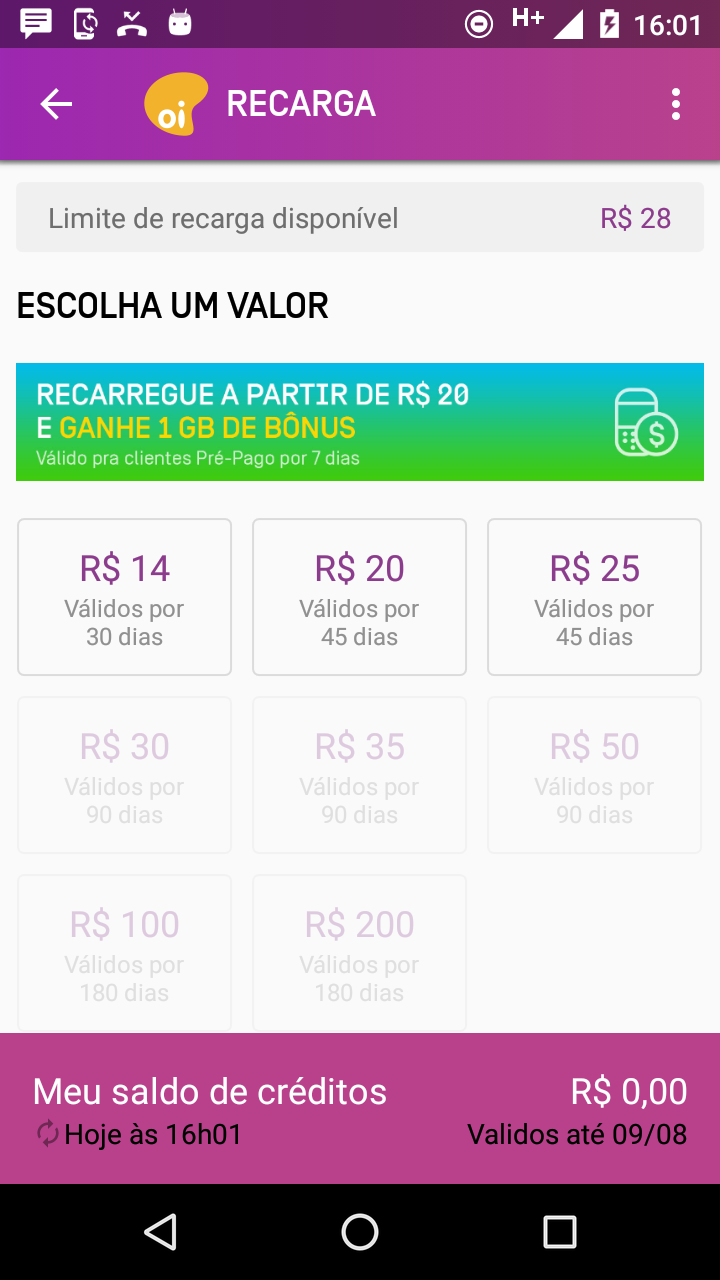 H+ 16:01
oi RECARGA
Limite de recarga disponível R$ 28
ESCOLHA UM VALOR
RECARREGUE A PARTIR DE R$ 20
E GANHE 1 GB DE BÔNUS
Válido pra clientes Pré-Pago por 7 dias
R$ 14
Válidos por
30 dias
R$ 20
Válidos por
45 dias
R$ 25
Válidos por
45 dias
R$ 30
Válidos por
90 dias
R$ 35
Válidos por
90 dias
R$ 50
Válidos por
90 dias
R$ 100
Válidos por
180 dias
R$ 200
Válidos por
180 dias
Meu saldo de créditos R$ 0,00
Hoje às 16h01 Validos até 09/08